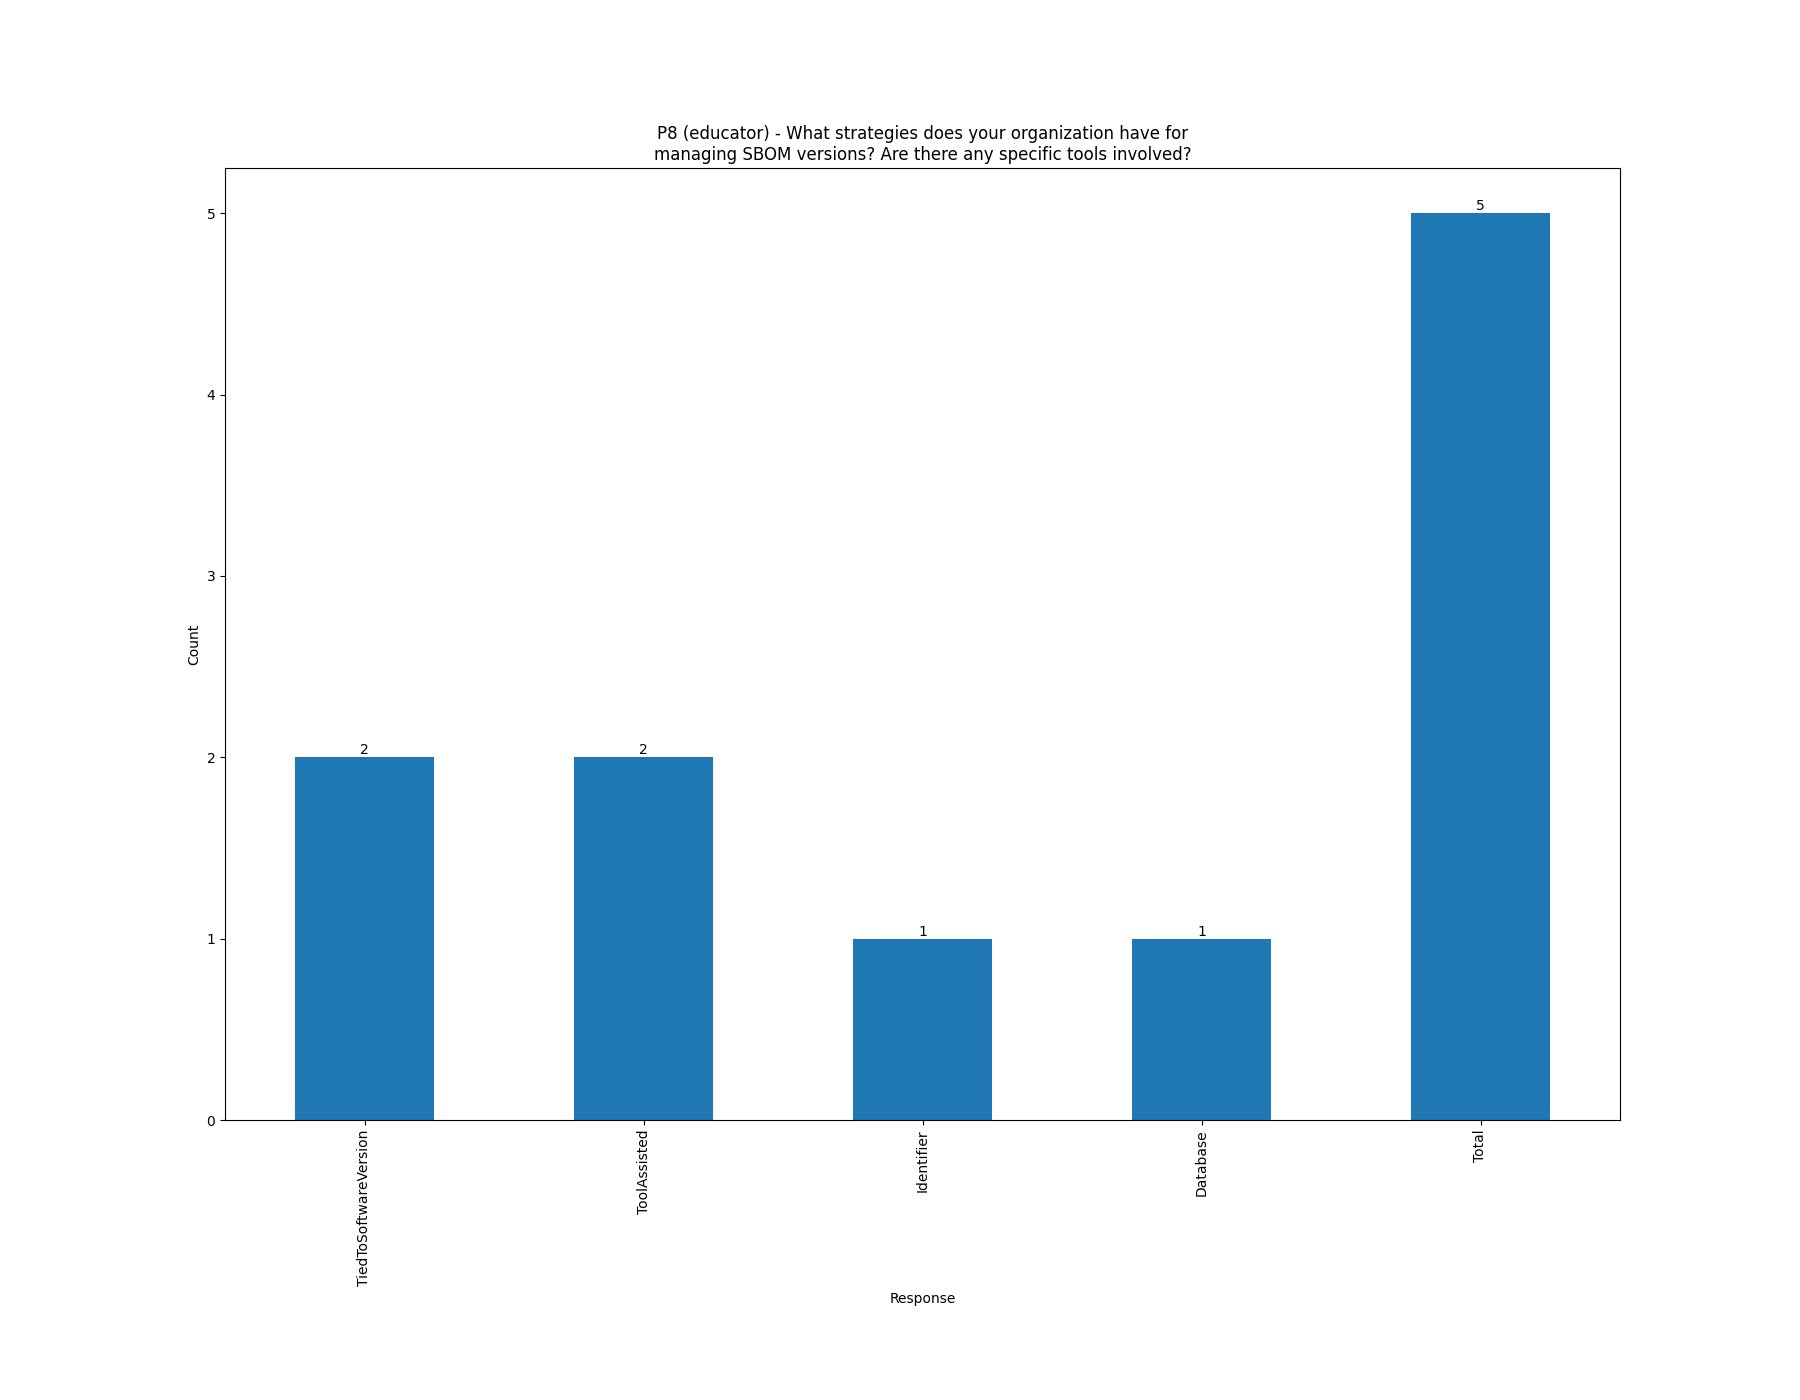 P8 (educator) - What strategies does your organization have for
managing SBOM versions? Are there any specific tools involved?
Count
5
4
3
2
1
0
2
2
1
1
5
TiedToSoftwareVersion
ToolAssisted
Identifier
Database
Total
Response